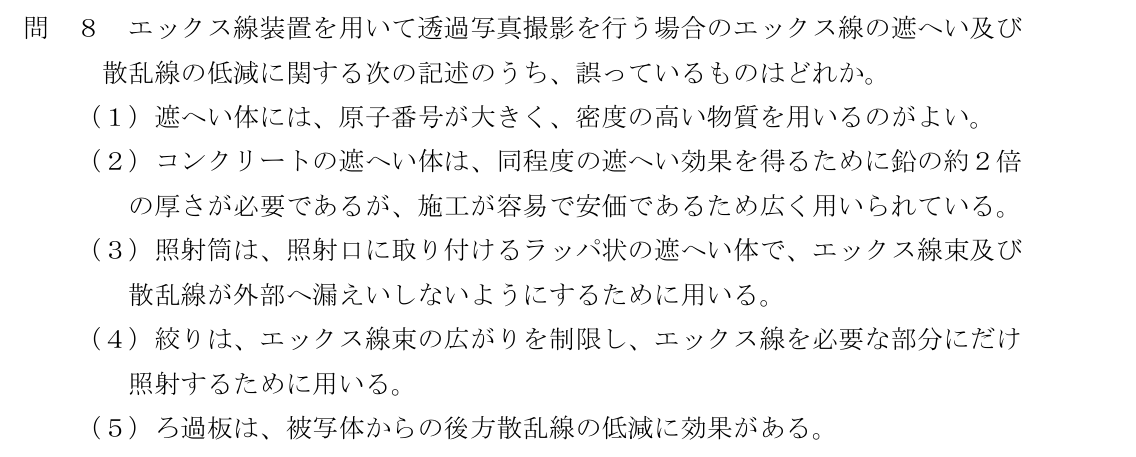 問　８　エックス線装置を用いて透過写真撮影を行う場合のエックス線の遮へい及び
散乱線の低減に関する次の記述のうち、誤っているものはどれか。
（１）遮へい体には、原子番号が大きく、密度の高い物質を用いるのがよい。
（２）コンクリートの遮へい体は、同程度の遮へい効果を得るために鉛の約２倍
の厚さが必要であるが、施工が容易で安価であるため広く用いられている。
（３）照射筒は、照射口に取り付けるラッパ状の遮へい体で、エックス線束及び
散乱線が外部へ漏えいしないようにするために用いる。
（４）絞りは、エックス線束の広がりを制限し、エックス線を必要な部分にだけ
照射するために用いる。
（５）ろ過板は、被写体からの後方散乱線の低減に効果がある。